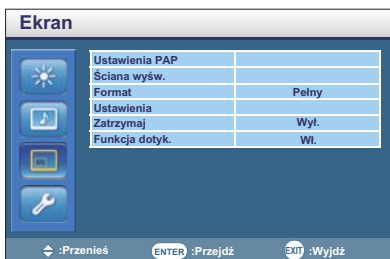 Ekran
Ustawienia PAP
Ściana wyśw.
Format Pełny
Ustawienia
Zatrzymaj Wył.
Funkcja dotyk. Wł.
:Przenieś ENTER :Przejdź EXIT :Wyjdź